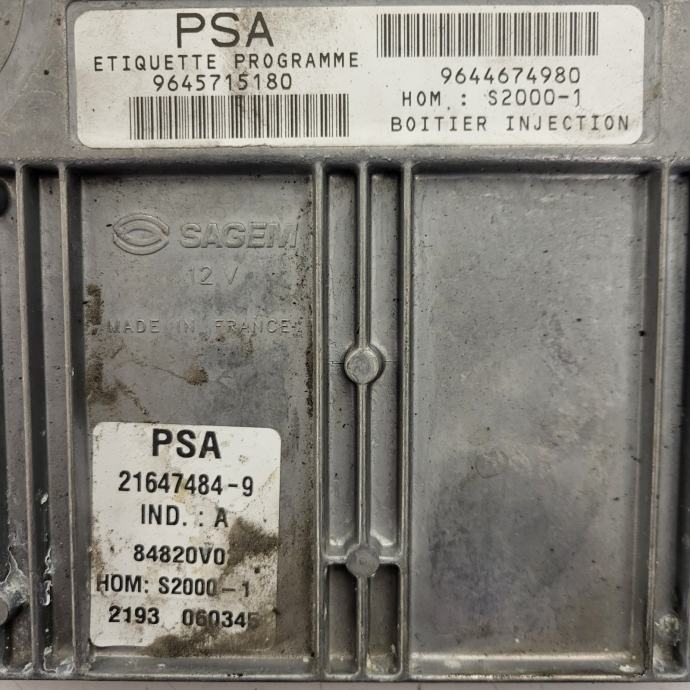 PSA
ETIQUETTE PROGRAMME
9645715180
9644674980
HOM. : S2000-1
BOITIER INJECTION
SAGEM
12 V
MADE IN FRANCE
PSA
21647484-9
IND. : A
84820V0
HOM: S2000-1
2193 060345